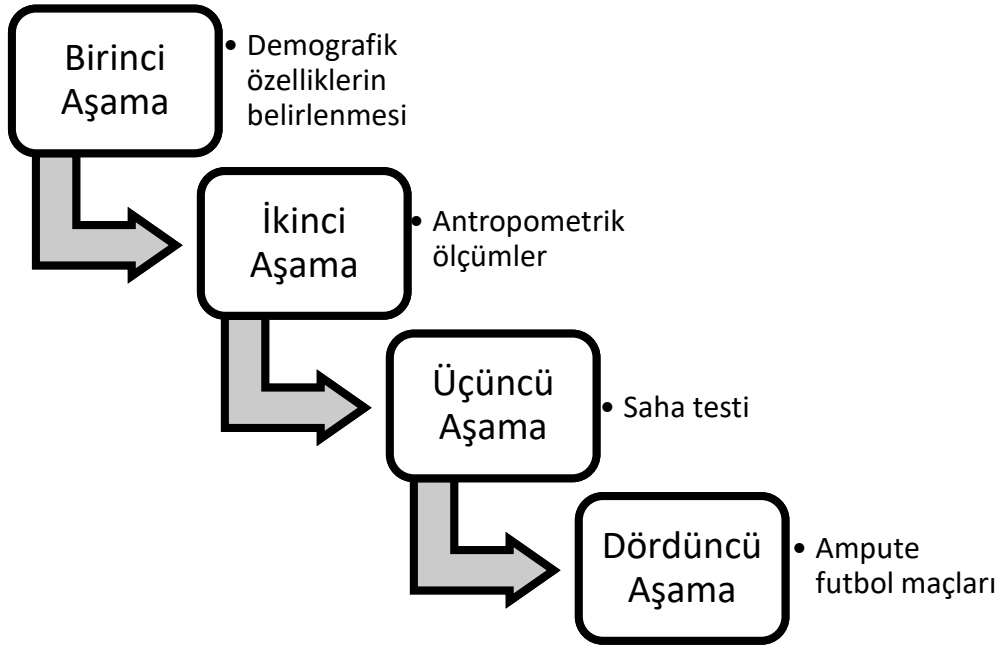 Birinci
Aşama
• Demografik
özelliklerin
belirlenmesi
İkinci
Aşama
• Antropometrik
ölçümler
Üçüncü
Aşama
• Saha testi
Dördüncü
Aşama
• Ampute
futbol maçları